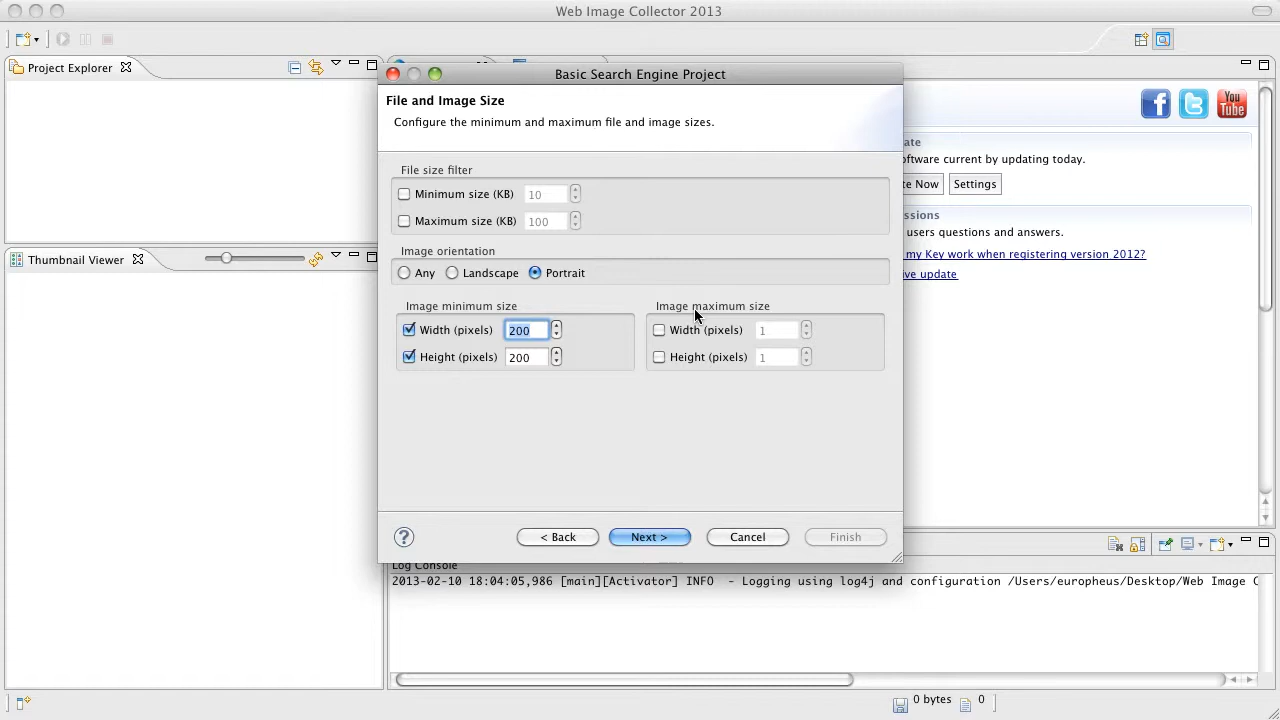 Web Image Collector 2013
Project Explorer
Basic Search Engine Project
File and Image Size
Configure the minimum and maximum file and image sizes.
File size filter
Minimum size (KB) 10
Maximum size (KB) 100
Image orientation
Any Landscape Portrait
Image minimum size
Width (pixels) 200
Height (pixels) 200
Image maximum size
Width (pixels) 1
Height (pixels) 1
? < Back Next > Cancel Finish
Thumbnail Viewer
f t You Tube
ate
oftware current by updating today.
te Now Settings
ssions
users questions and answers.
my Key work when registering version 2012?
ive update
Log Console
2013-02-10 18:04:05,986 [main][Activator] INFO - Logging using log4j and configuration /Users/europheus/Desktop/Web Image C
0 bytes 0